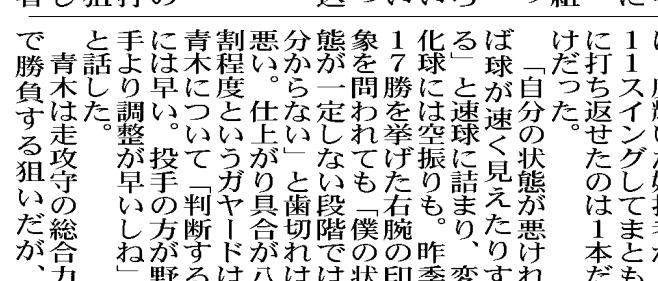 11スイングしてまとも
に打ち返せたのは1本だ
けだった。
「自分の状態が悪けれ
ば球が速く見えたりす
る」と速球に詰まり、変
化球には空振りも。昨季
17勝を挙げた右腕の印
象を問われても「僕の状
態が一定しない段階では
分からない」と歯切れは
悪い。仕上がり具合が八
割程度というガヤードは
青木について「判断する
には早い。投手の方が野
手より調整が早いしね」
と話した。
青木は走攻守の総合力
で勝負する狙いだが、